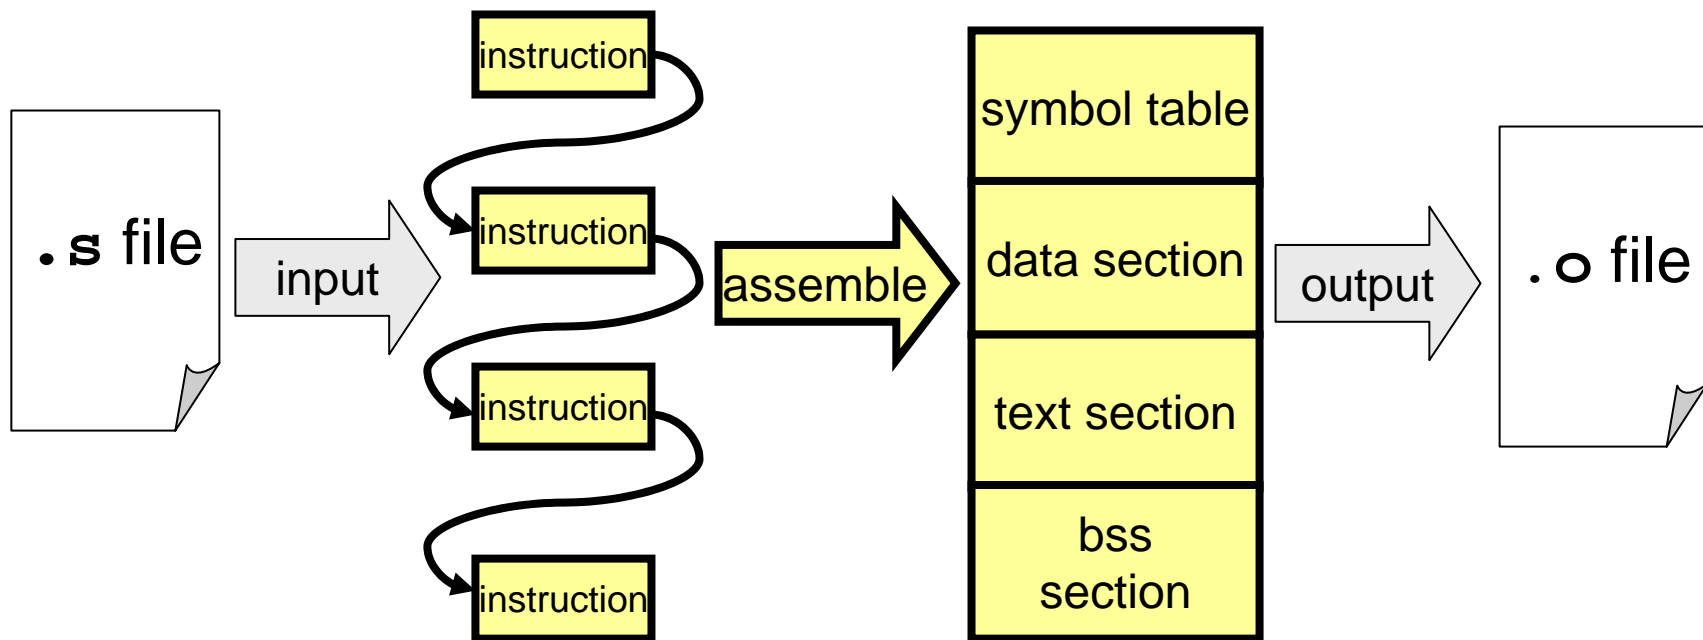 .s file
input
instruction
instruction
instruction
instruction
assemble
symbol table
data section
text section
bss
section
output
.o file